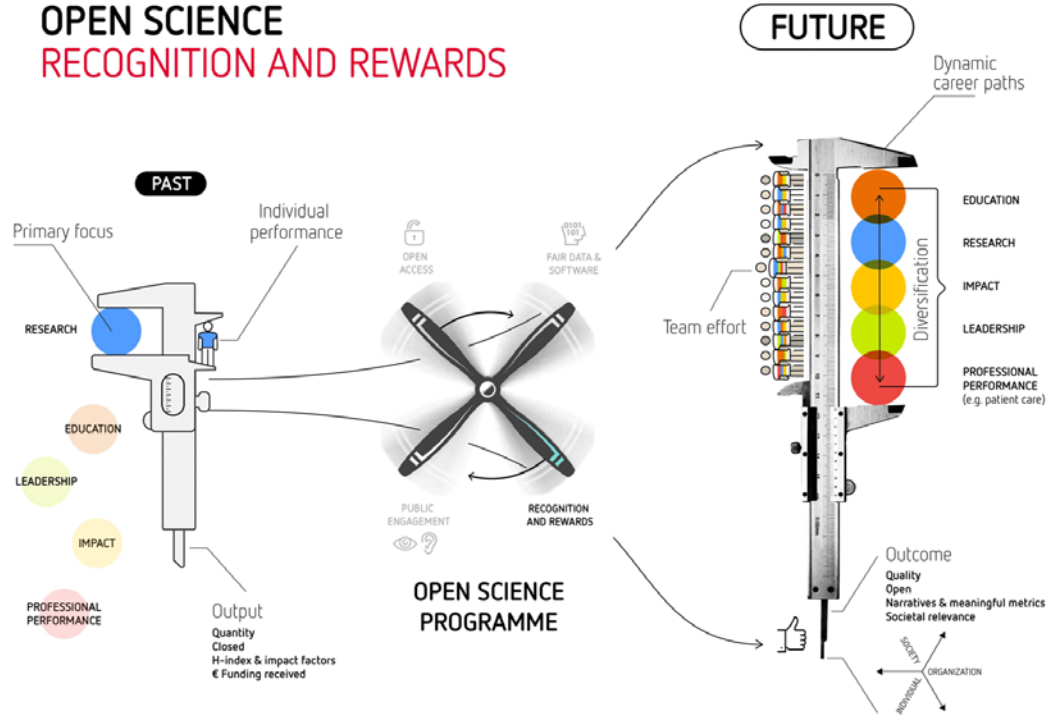 OPEN SCIENCE
RECOGNITION AND REWARDS
PAST
Primary focus
Individual
performance
RESEARCH
EDUCATION
LEADERSHIP
IMPACT
PROFESSIONAL
PERFORMANCE
Output
Quantity
Closed
H-index & impact factors
€ Funding received
OPEN
ACCESS
0101
101
FAIR DATA &
SOFTWARE
PUBLIC
ENGAGEMENT
RECOGNITION
AND REWARDS
OPEN SCIENCE
PROGRAMME
FUTURE
Dynamic
career paths
Team effort
Diversification
EDUCATION
RESEARCH
IMPACT
LEADERSHIP
PROFESSIONAL
PERFORMANCE
(e.g. patient care)
Outcome
Quality
Open
Narratives & meaningful metrics
Societal relevance
SOCIETY
ORGANIZATION
INDIVIDUAL